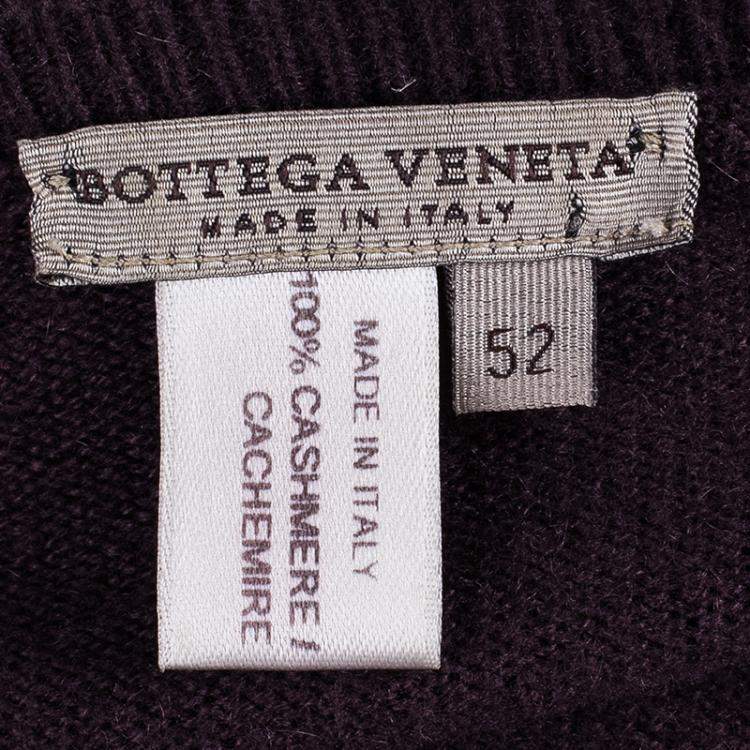 BOTTEGA VENETA
MADE IN ITALY
52
MADE IN ITALY
100% CASHMERE /
CACHEMIRE